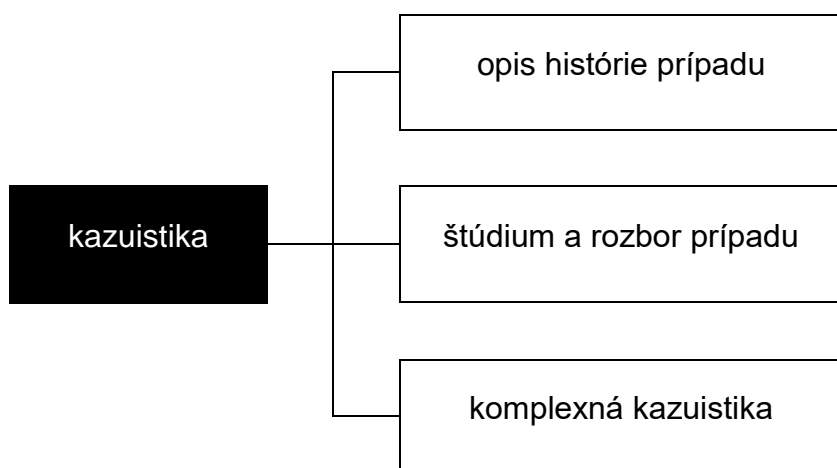 opis histórie prípadu
kazuistika
štúdium a rozbor prípadu
komplexná kazuistika